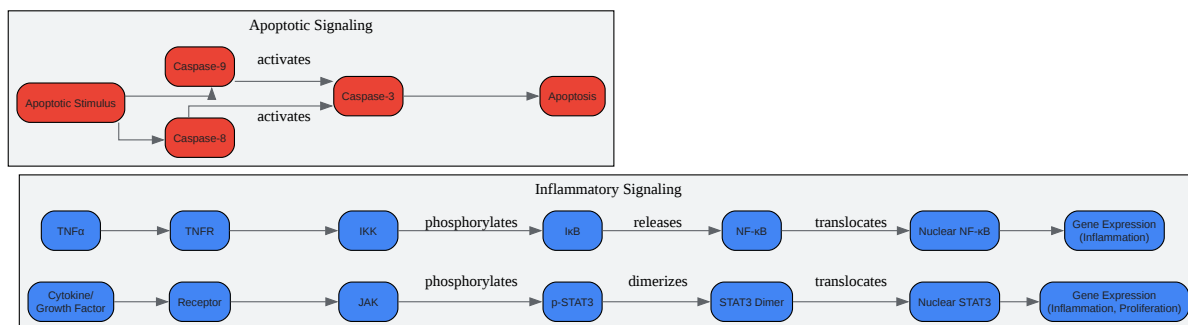 Apoptotic Signaling
Caspase-9
activates
Apoptotic Stimulus
Caspase-3
Apoptosis
activates
Caspase-8
Inflammatory Signaling
TNFα
TNFR
IKK
phosphorylates
IκB
releases
NF-κB
translocates
Nuclear NF-κB
Gene Expression
(Inflammation)
Cytokine/
Growth Factor
Receptor
JAK
phosphorylates
p-STAT3
dimerizes
STAT3 Dimer
translocates
Nuclear STAT3
Gene Expression
(Inflammation, Proliferation)